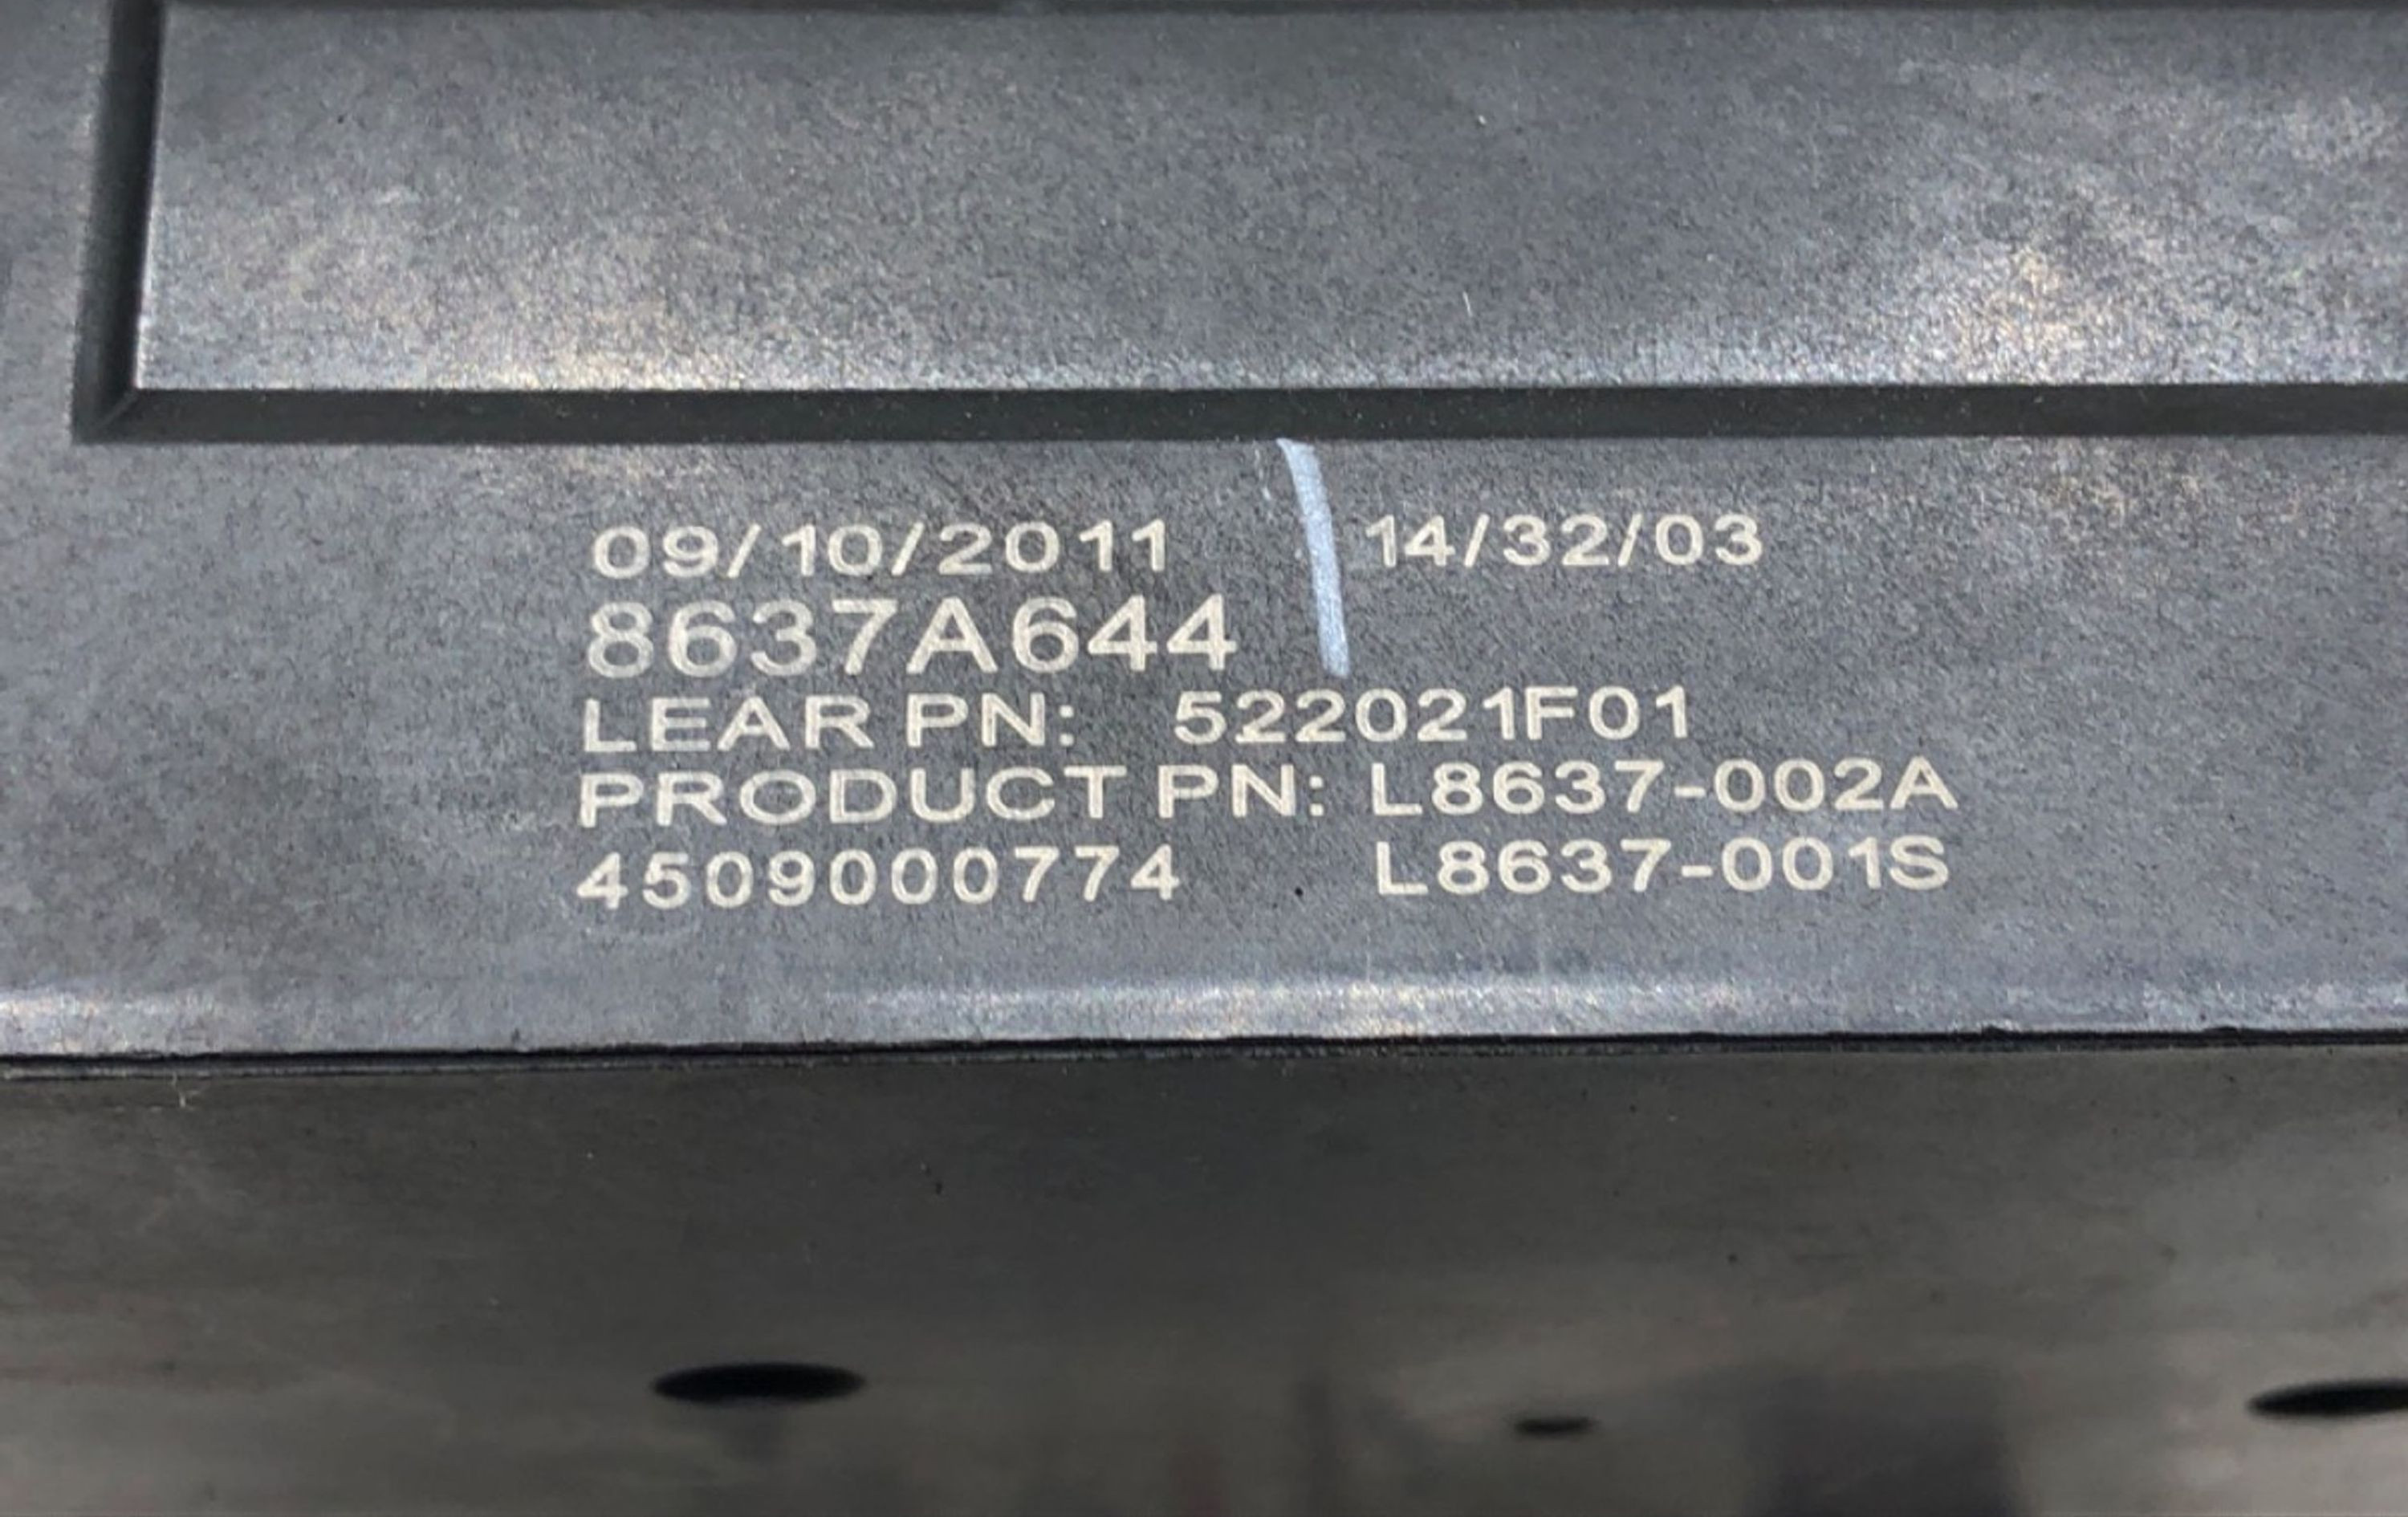 09/10/2011 14/32/03
8637A644
LEAR PN: 522021F01
PRODUCT PN: L8637-002A
4509000774 L8637-001S